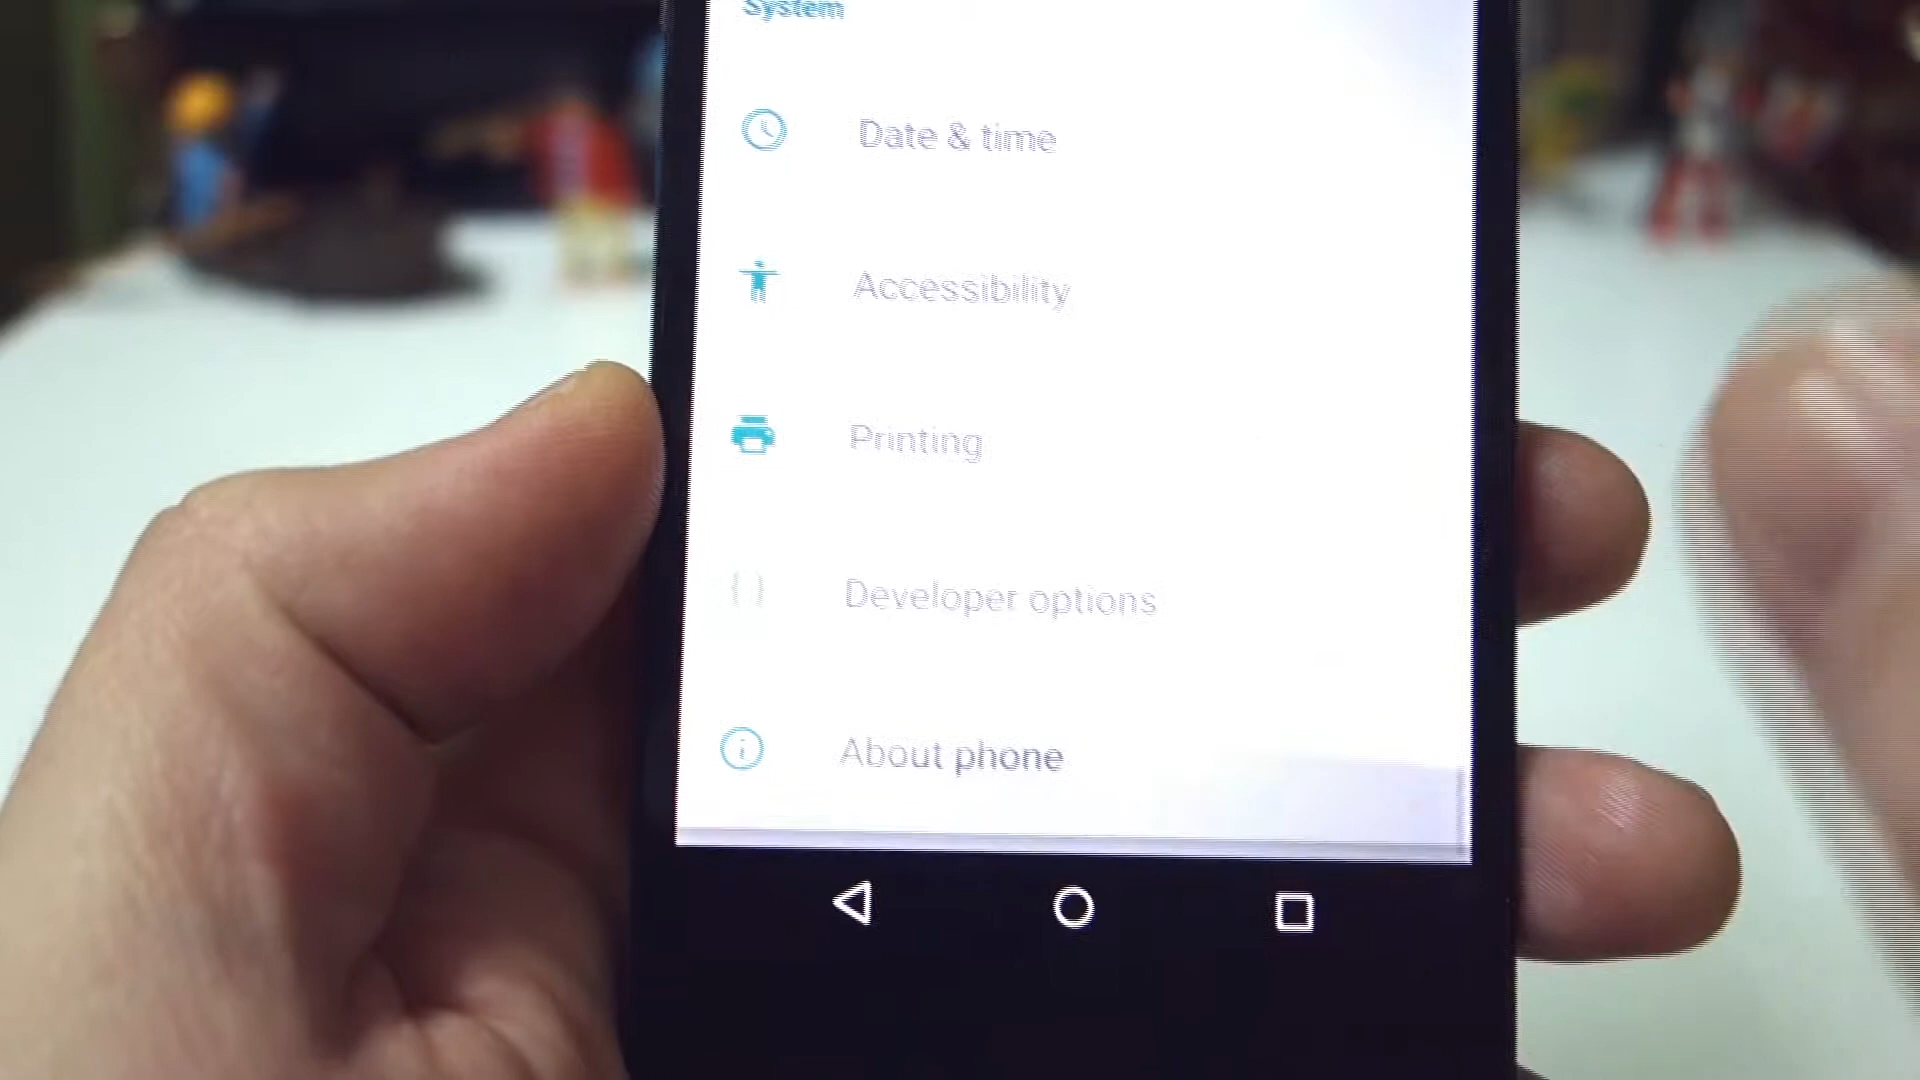 System
Date & time
Accessibility
Printing
Developer options
About phone